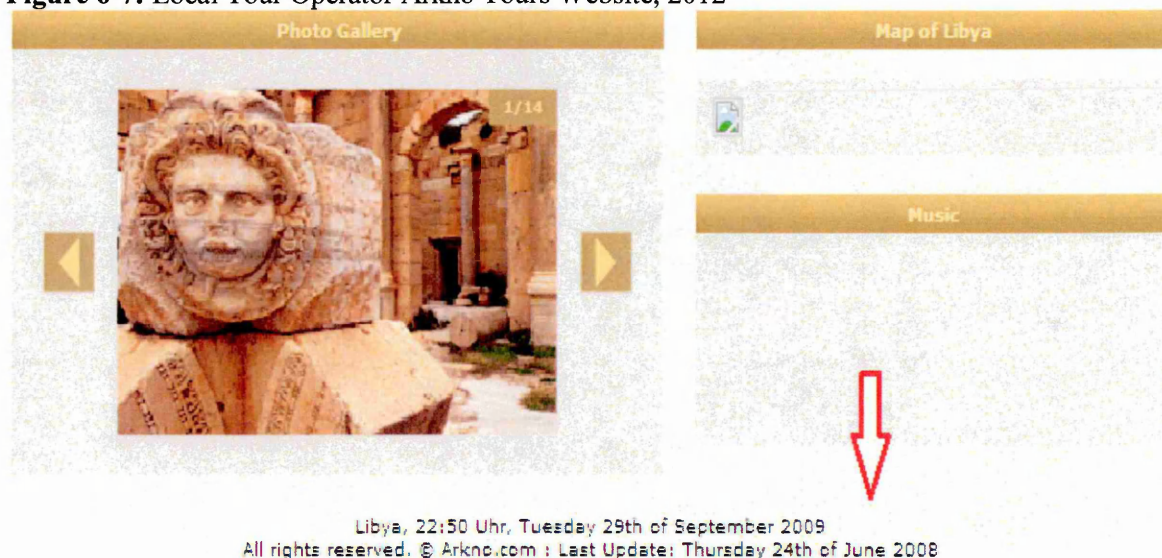 Figure 6-7: Local Tour Operator Arkno Tours Website, 2012
Photo Gallery
1/14
Map of Libya
Music
Libya, 22:50 Uhr, Tuesday 29th of September 2009
All rights reserved. © Arkno.com : Last Update: Thursday 24th of June 2008